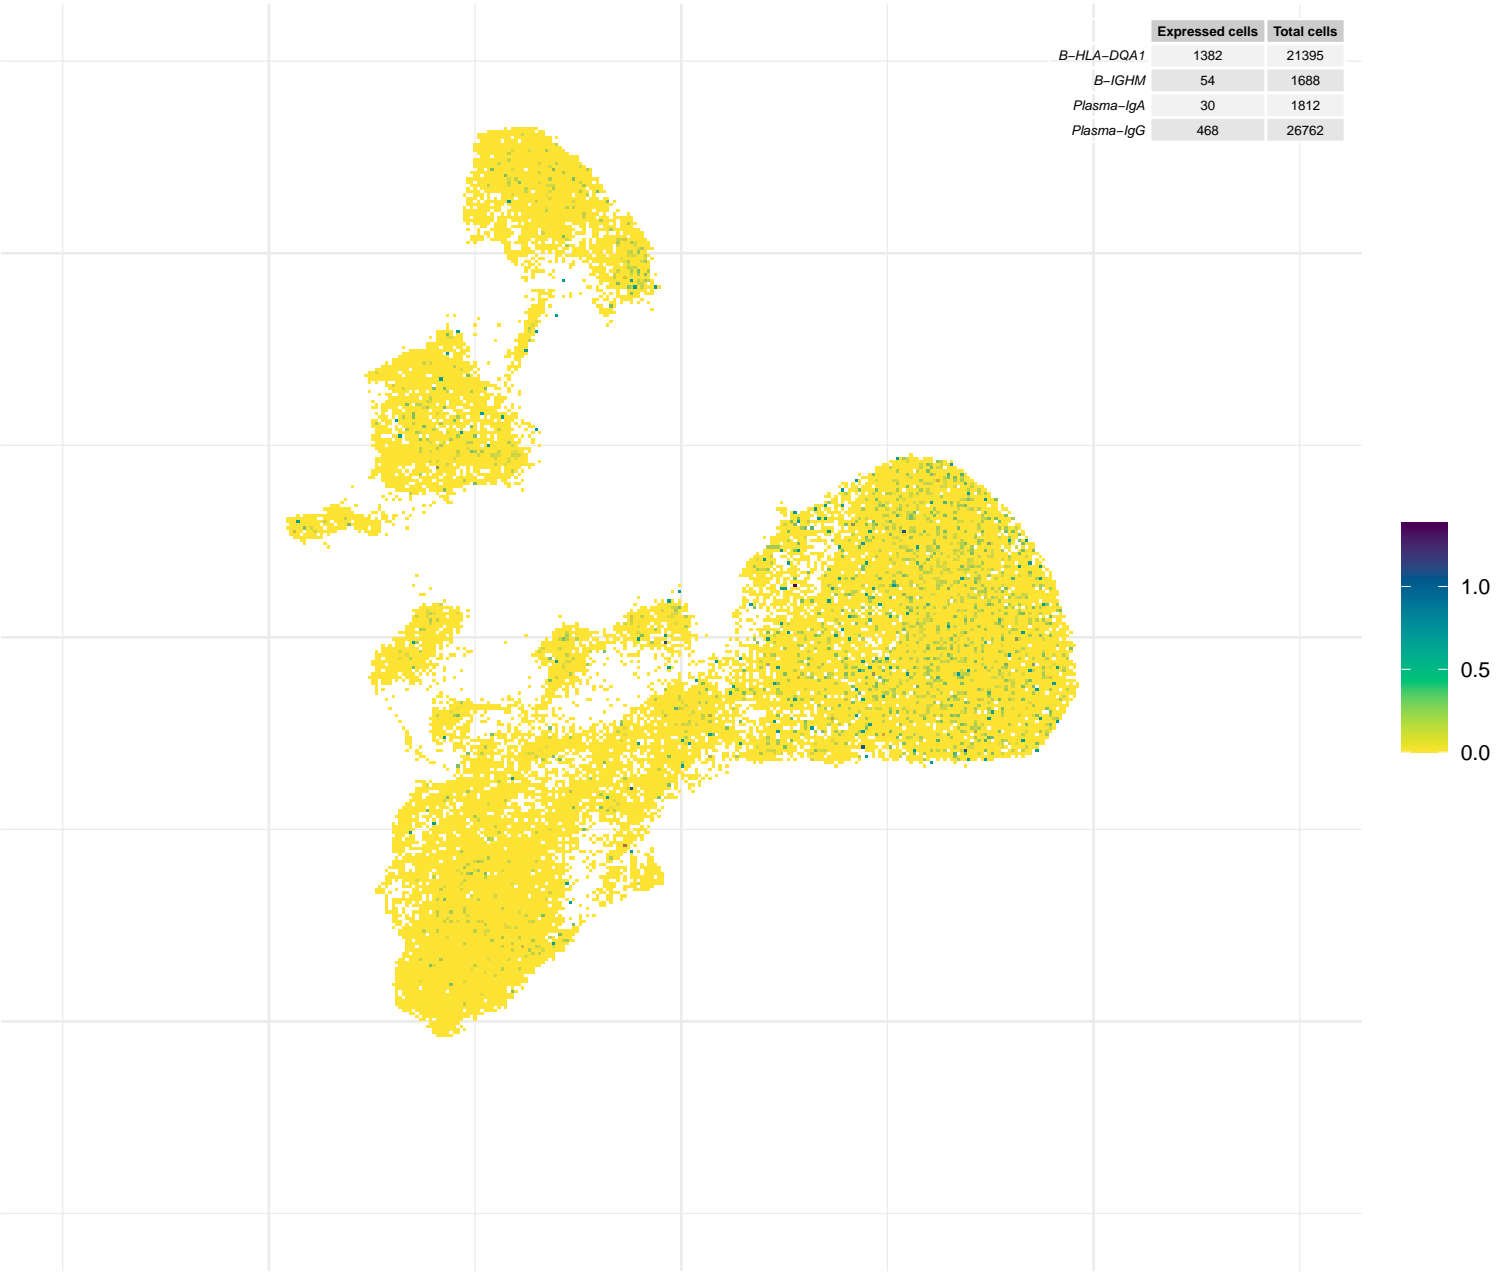 Expressed cells Total cells
B−HLA−DQA1 1382 21395
B−IGHM 54 1688
Plasma−IgA 30 1812
Plasma−IgG 468 26762
1.0
0.5
0.0